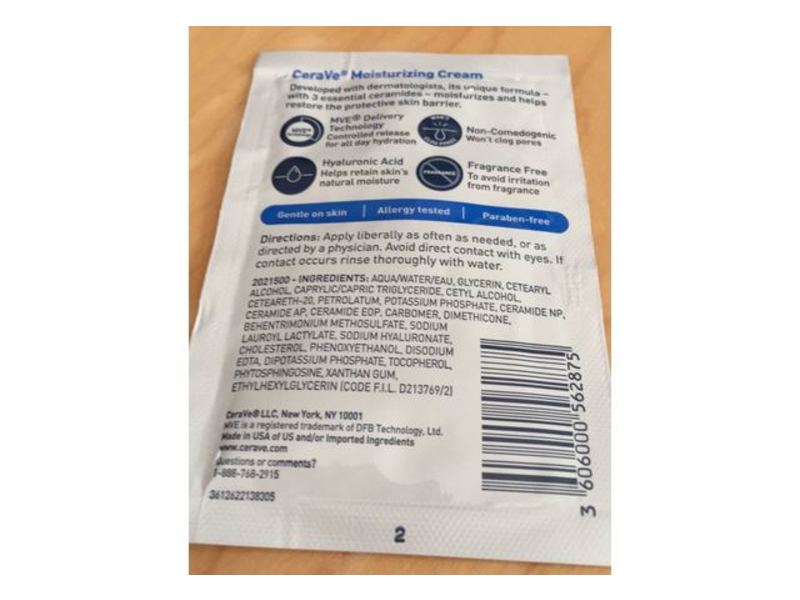 CeraVe® Moisturizing Cream
Developed with dermatologists, its unique formula –
with 3 essential ceramides – moisturizes and helps
restore the protective skin barrier.
MVE® Delivery
Technology
Controlled release
for all day hydration
WON'T
CLOG PORES
Non-Comedogenic
Won't clog pores
Hyaluronic Acid
Helps retain skin's
natural moisture
FRAGRANCE
Fragrance Free
To avoid irritation
from fragrance
Gentle on skin | Allergy tested | Paraben-free
Directions: Apply liberally as often as needed, or as
directed by a physician. Avoid direct contact with eyes. If
contact occurs rinse thoroughly with water.
2021500 - INGREDIENTS: AQUA/WATER/EAU, GLYCERIN, CETEARYL
ALCOHOL, CAPRYLIC/CAPRIC TRIGLYCERIDE, CETYL ALCOHOL,
CETEARETH-20, PETROLATUM, POTASSIUM PHOSPHATE, CERAMIDE NP,
CERAMIDE AP, CERAMIDE EOP, CARBOMER, DIMETHICONE,
BEHENTRIMONIUM METHOSULFATE, SODIUM
LAUROYL LACTYLATE, SODIUM HYALURONATE,
CHOLESTEROL, PHENOXYETHANOL, DISODIUM
EDTA, DIPOTASSIUM PHOSPHATE, TOCOPHEROL,
PHYTOSPHINGOSINE, XANTHAN GUM,
ETHYLHEXYLGLYCERIN (CODE F.I.L. D213769/2)
CeraVe® LLC, New York, NY 10001
MVE is a registered trademark of DFB Technology, Ltd.
Made in USA of US and/or Imported Ingredients
www.cerave.com
Questions or comments?
1-888-768-2915
3612622138305
3 606000 562875
2